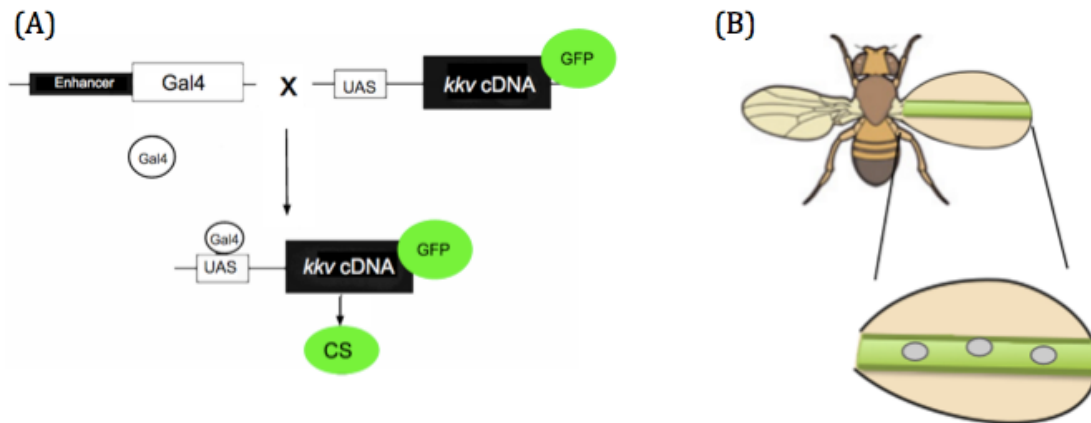 (A)
(B)
GFP
Enhancer Gal4 X UAS kkv cDNA
Gal4
Gal4
UAS kkv cDNA GFP
CS